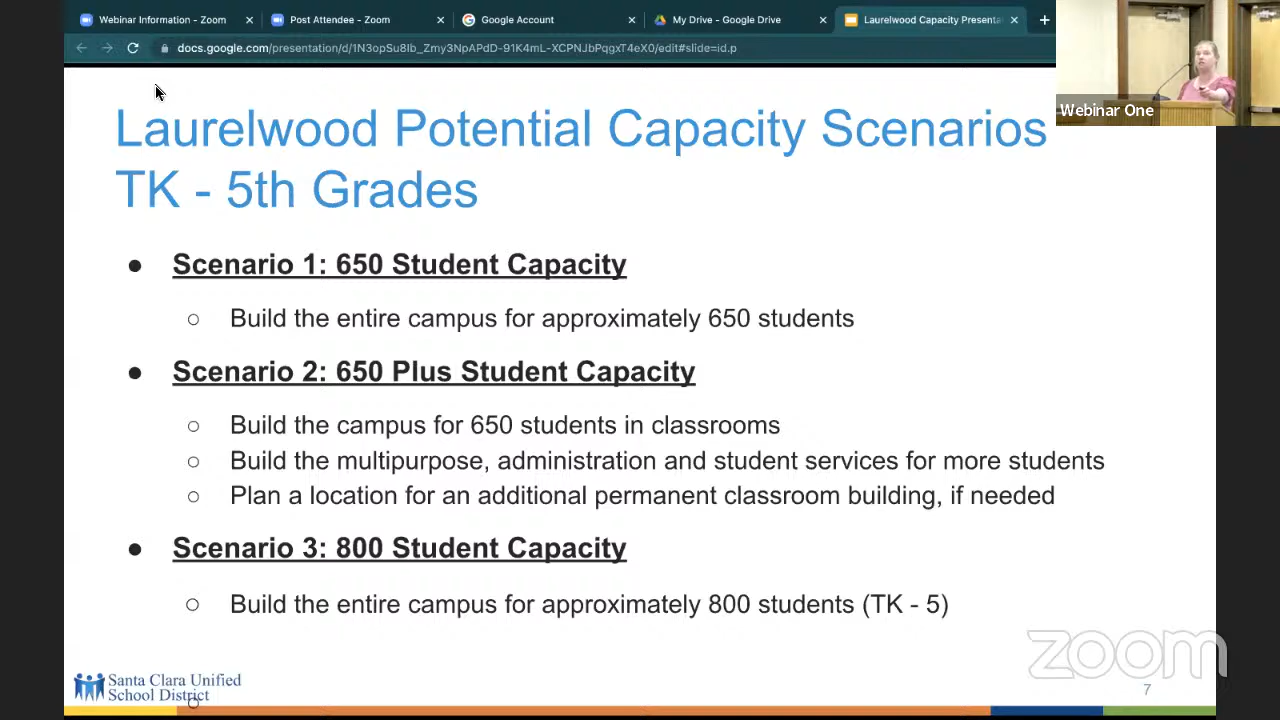 Webinar Information - Zoom
Post Attendee - Zoom
Google Account
My Drive - Google Drive
Laurelwood Capacity Presenta
docs.google.com/presentation/d/1N3opSu8Ib_Zmy3NpAPdD-91K4mL-XCPNJbPqgxT4eX0/edit#slide=id.p
Webinar One
Laurelwood Potential Capacity Scenarios
TK - 5th Grades
● Scenario 1: 650 Student Capacity
○ Build the entire campus for approximately 650 students
● Scenario 2: 650 Plus Student Capacity
○ Build the campus for 650 students in classrooms
○ Build the multipurpose, administration and student services for more students
○ Plan a location for an additional permanent classroom building, if needed
● Scenario 3: 800 Student Capacity
○ Build the entire campus for approximately 800 students (TK - 5)
zoom
Santa Clara Unified
School District
7